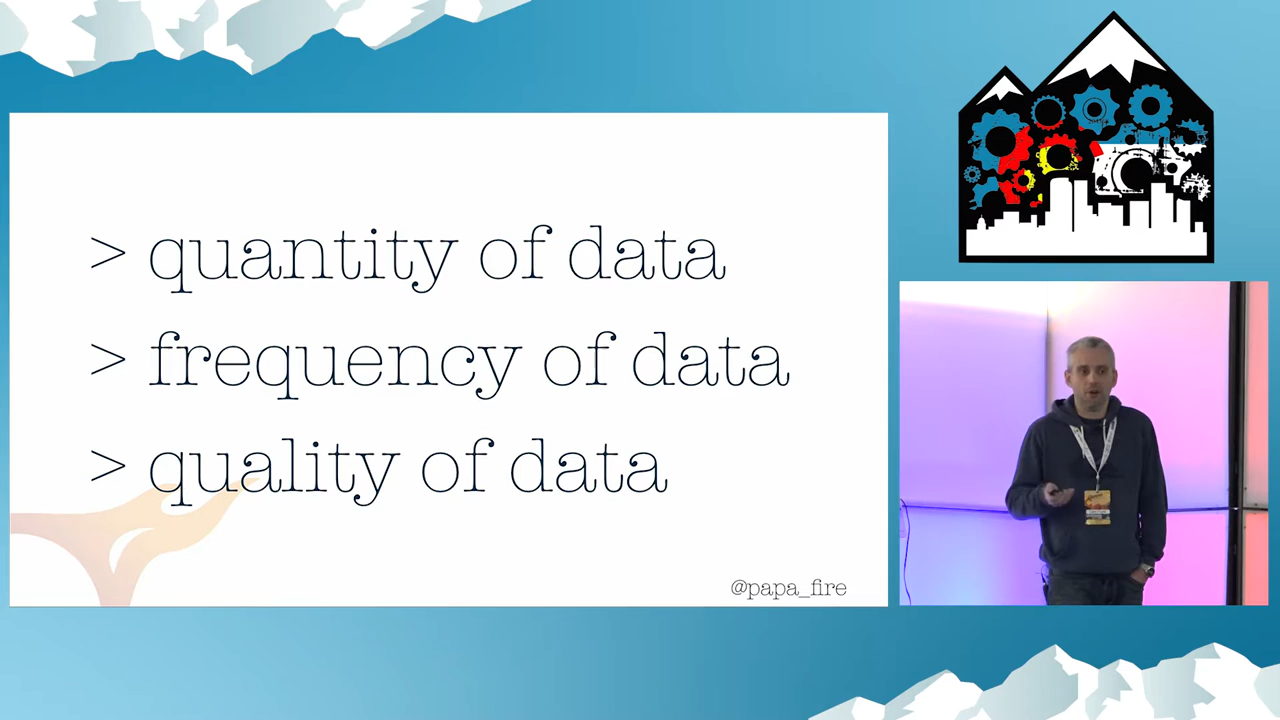 > quantity of data
> frequency of data
> quality of data
@papa_fire